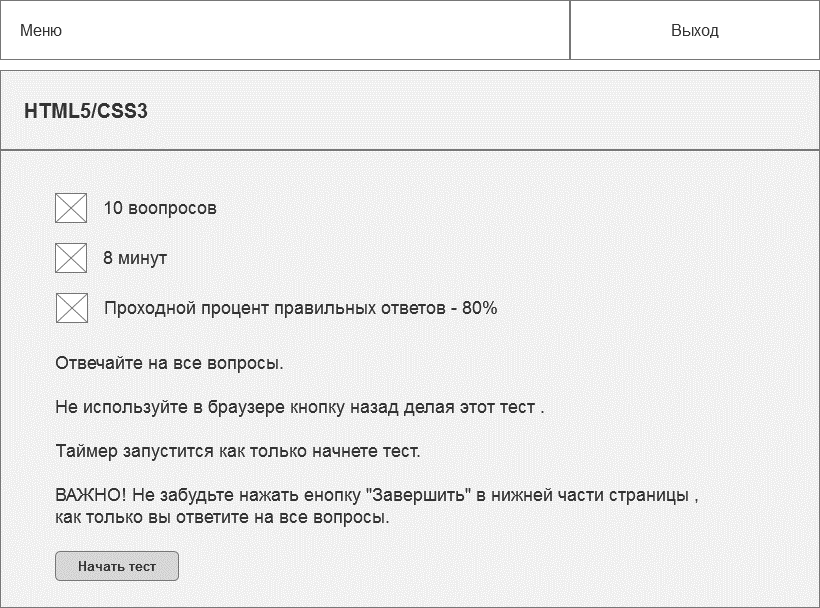 Меню
Выход
HTML5/CSS3
10 воопросов
8 минут
Проходной процент правильных ответов - 80%
Отвечайте на все вопросы.
Не используйте в браузере кнопку назад делая этот тест .
Таймер запустится как только начнете тест.
ВАЖНО! Не забудьте нажать енопку "Завершить" в нижней части страницы ,
как только вы ответите на все вопросы.
Начать тест